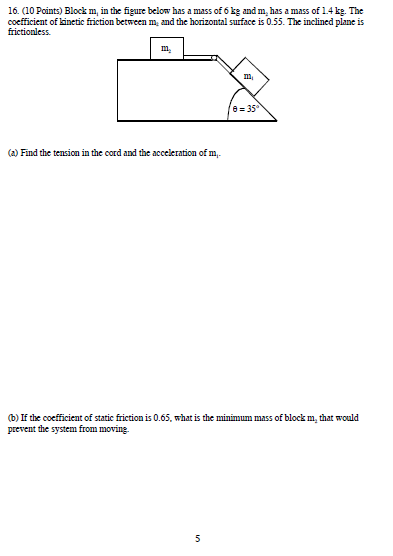 16. (10 Points) Block m₁ in the figure below has a mass of 6 kg and m₂ has a mass of 1.4 kg. The
coefficient of kinetic friction between m₂ and the horizontal surface is 0.55. The inclined plane is
frictionless.
m₂
m₁
θ = 35°
(a) Find the tension in the cord and the acceleration of m₁.
(b) If the coefficient of static friction is 0.65, what is the minimum mass of block m₂ that would
prevent the system from moving.
5